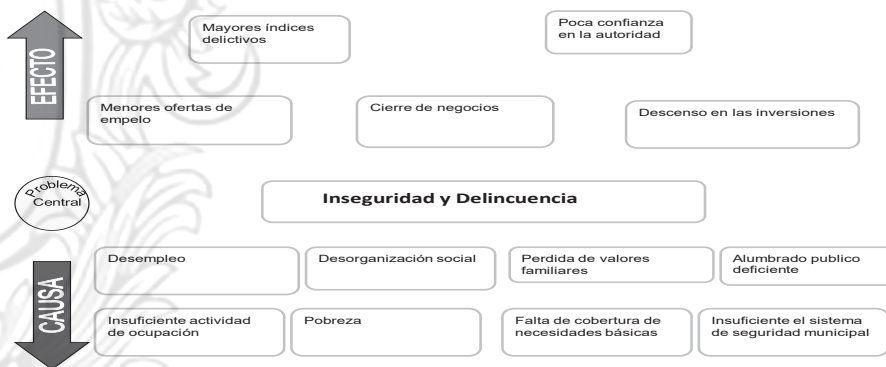 EFECTO
Mayores índices
delictivos
Poca confianza
en la autoridad
Menores ofertas de
empelo
Cierre de negocios
Descenso en las inversiones
Problema
Central
Inseguridad y Delincuencia
CAUSA
Desempleo
Desorganización social
Perdida de valores
familiares
Alumbrado publico
deficiente
Insuficiente actividad
de ocupación
Pobreza
Falta de cobertura de
necesidades básicas
Insuficiente el sistema
de seguridad municipal